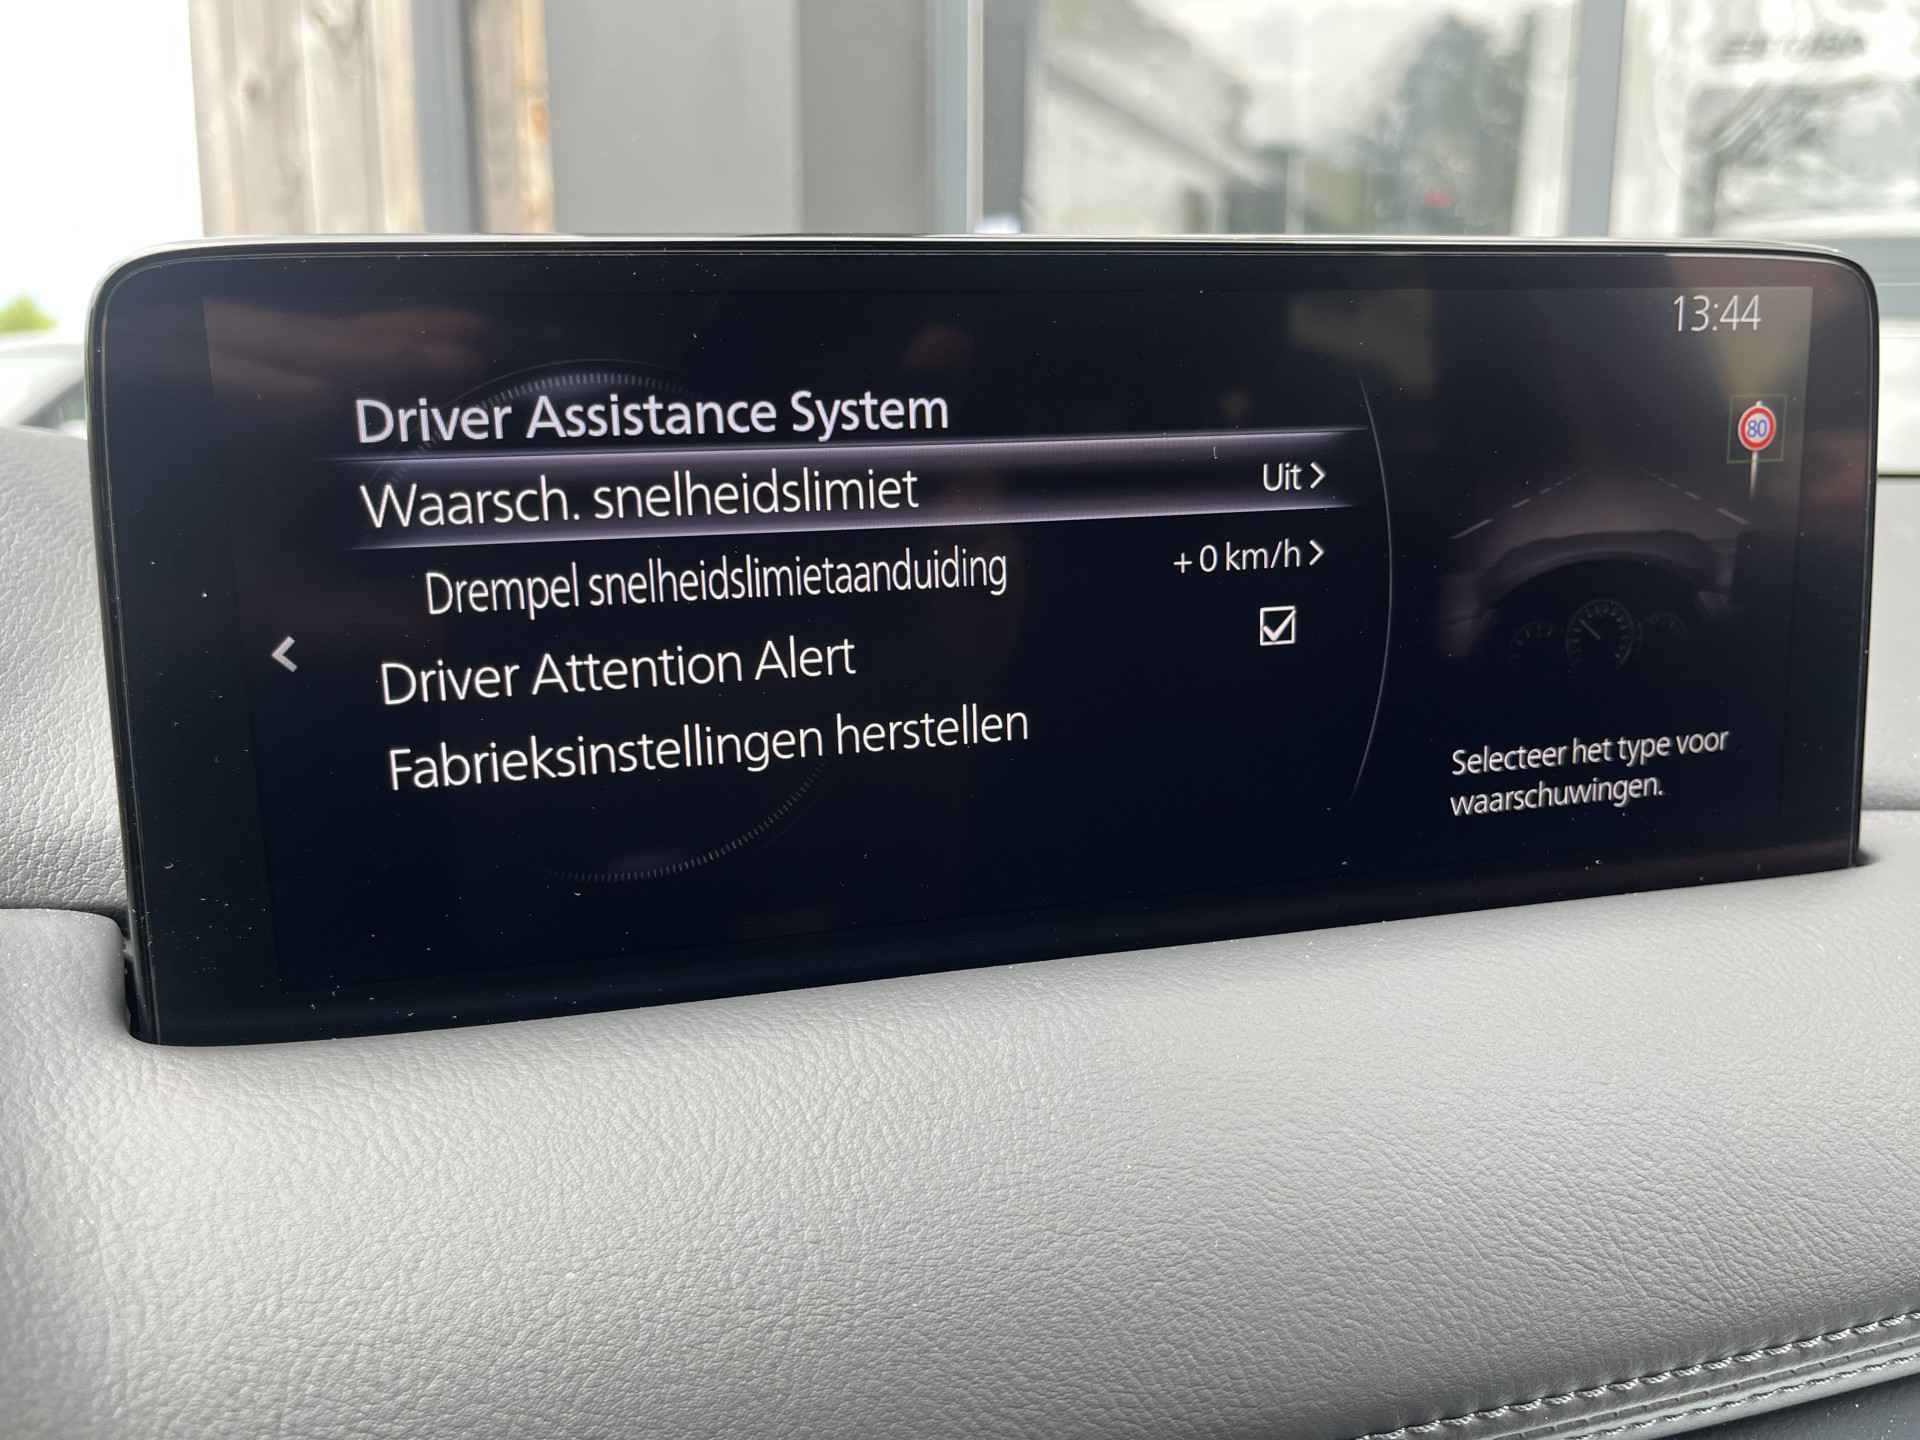 13:44
Driver Assistance System
80
Waarsch. snelheidslimiet Uit
Drempel snelheidslimietaanduiding +0 km/h
Driver Attention Alert
Fabrieksinstellingen herstellen
Selecteer het type voor
waarschuwingen.